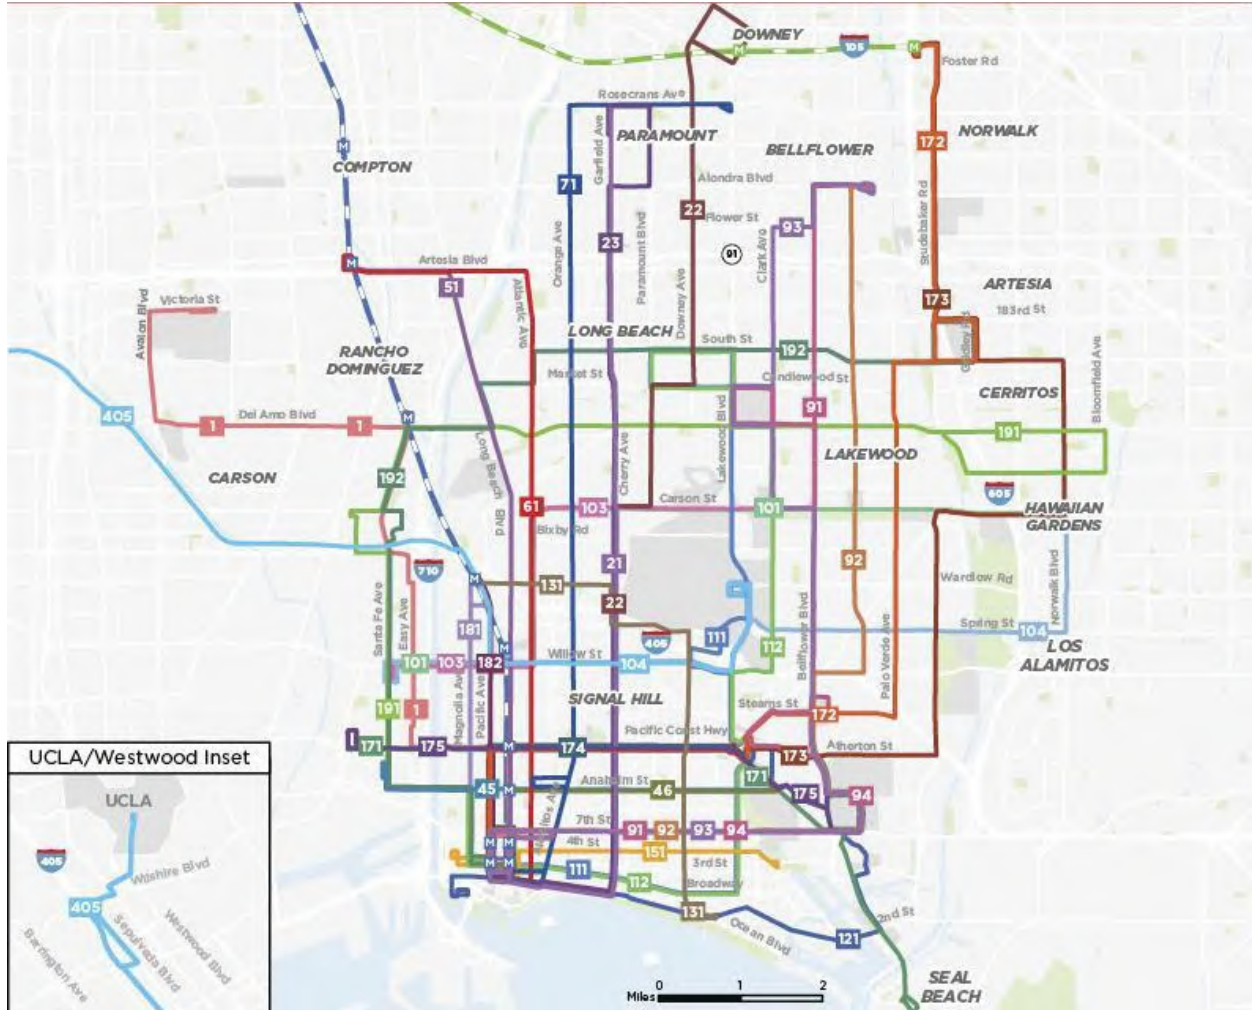 DOWNEY
105
M
M
Foster Rd
Rosecrans Ave
PARAMOUNT
NORWALK
172
BELLFLOWER
Garfield Ave
M
COMPTON
71
Alondra Blvd
22
Flower St
93
Studebaker Rd
23
Paramount Blvd
Orange Ave
91
Clark Ave
M
Artesia Blvd
51
ARTESIA
173
183rd St
Avalon Blvd
Victoria St
Atlantic Ave
Downey Ave
LONG BEACH
South St
192
Gridley Rd
Bloomfield Ave
RANCHO
DOMINGUEZ
Market St
Candlewood St
CERRITOS
405
M
Del Amo Blvd
1
1
91
Lakewood Blvd
191
LAKEWOOD
CARSON
192
Long Beach Blvd
Cherry Ave
605
61
103
Carson St
101
HAWAIIAN
GARDENS
Bixby Rd
21
92
710
M
131
22
Wardlow Rd
Norwalk Blvd
Santa Fe Ave
Easy Ave
181
405
111
Bellflower Blvd
Palo Verde Ave
Spring St
104
LOS
ALAMITOS
112
M
101
103
182
Willow St
104
Magnolia Ave
Pacific Ave
SIGNAL HILL
191
1
Stearns St
172
Pacific Coast Hwy
171
175
M
174
173
Atherton St
171
45
M
Anaheim St
46
175
94
Alamitos Ave
7th St
91
92
93
94
M
M
4th St
151
M
M
111
3rd St
112
Broadway
131
Ocean Blvd
121
2nd St
SEAL
BEACH
0
1
2
Miles
UCLA/Westwood Inset
UCLA
405
Wilshire Blvd
405
Sepulveda Blvd
Westwood Blvd
Barrington Ave